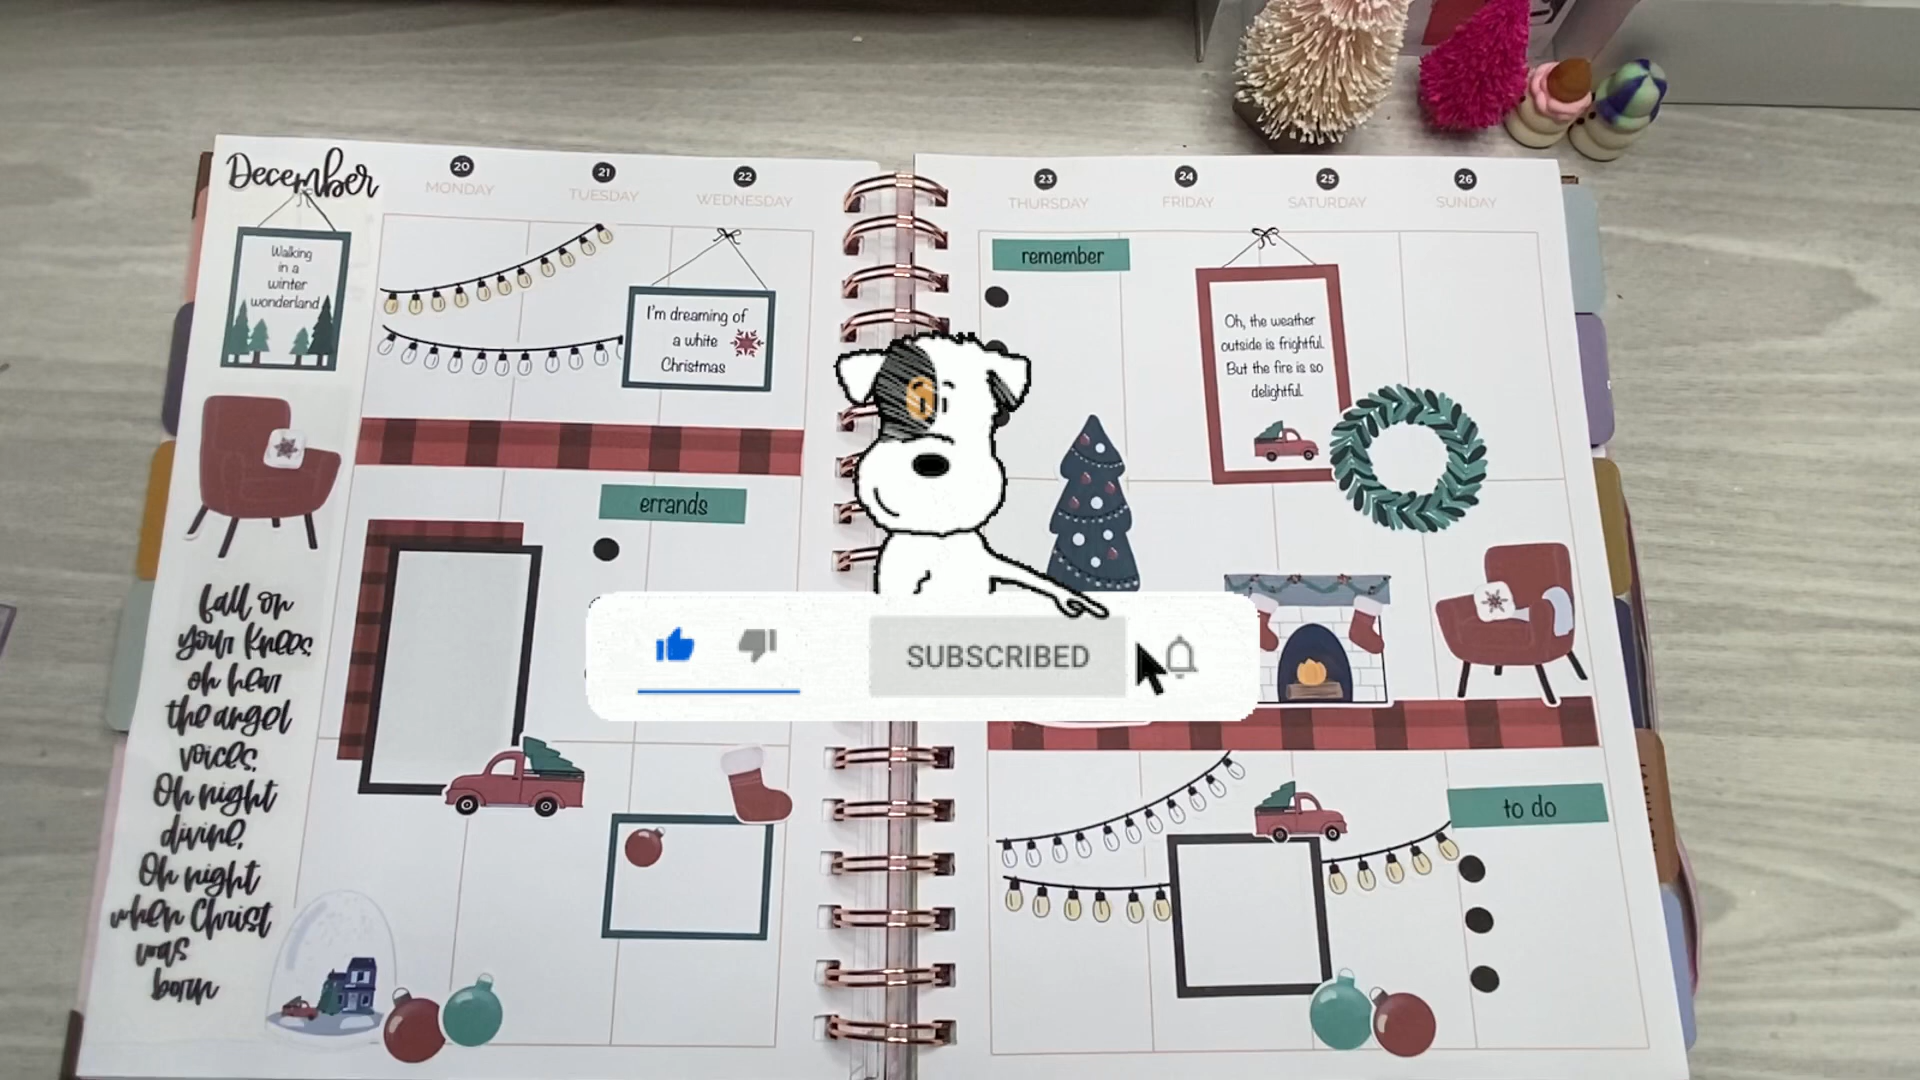 December
20
MONDAY
21
TUESDAY
22
WEDNESDAY
23
THURSDAY
24
FRIDAY
25
SATURDAY
26
SUNDAY
Walking
in a
winter
wonderland
I'm dreaming of
a white
Christmas
remember
Oh, the weather
outside is frightful.
But the fire is so
delightful.
errands
fall on
your knees
oh hear
the angel
voices.
Oh night
divine,
Oh night
when Christ
was
born
SUBSCRIBED
to do